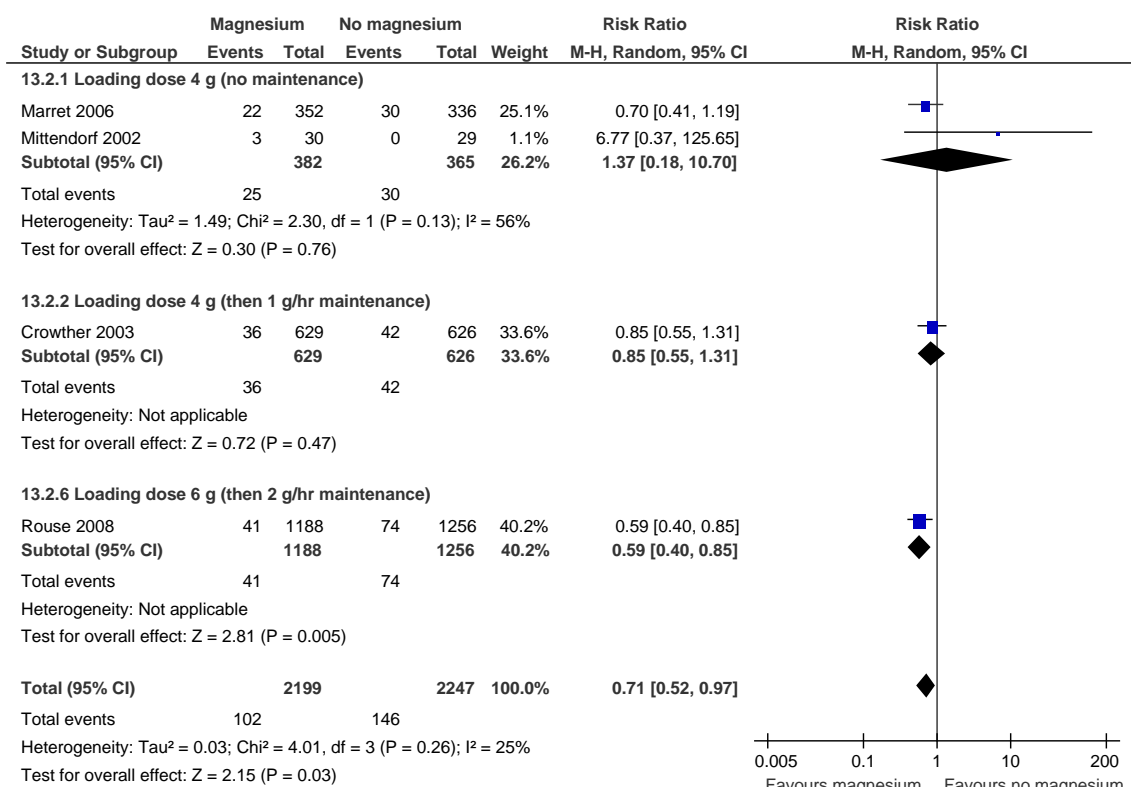 Magnesium No magnesium Risk Ratio Risk Ratio
Study or Subgroup Events Total Events Total Weight M-H, Random, 95% CI M-H, Random, 95% CI
13.2.1 Loading dose 4 g (no maintenance)
Marret 2006 22 352 30 336 25.1% 0.70 [0.41, 1.19]
Mittendorf 2002 3 30 0 29 1.1% 6.77 [0.37, 125.65]
Subtotal (95% CI) 382 365 26.2% 1.37 [0.18, 10.70]
Total events 25 30
Heterogeneity: Tau² = 1.49; Chi² = 2.30, df = 1 (P = 0.13); I² = 56%
Test for overall effect: Z = 0.30 (P = 0.76)
13.2.2 Loading dose 4 g (then 1 g/hr maintenance)
Crowther 2003 36 629 42 626 33.6% 0.85 [0.55, 1.31]
Subtotal (95% CI) 629 626 33.6% 0.85 [0.55, 1.31]
Total events 36 42
Heterogeneity: Not applicable
Test for overall effect: Z = 0.72 (P = 0.47)
13.2.6 Loading dose 6 g (then 2 g/hr maintenance)
Rouse 2008 41 1188 74 1256 40.2% 0.59 [0.40, 0.85]
Subtotal (95% CI) 1188 1256 40.2% 0.59 [0.40, 0.85]
Total events 41 74
Heterogeneity: Not applicable
Test for overall effect: Z = 2.81 (P = 0.005)
Total (95% CI) 2199 2247 100.0% 0.71 [0.52, 0.97]
Total events 102 146
Heterogeneity: Tau² = 0.03; Chi² = 4.01, df = 3 (P = 0.26); I² = 25%
Test for overall effect: Z = 2.15 (P = 0.03)
0.005 0.1 1 10 200
Favours magnesium Favours no magnesium